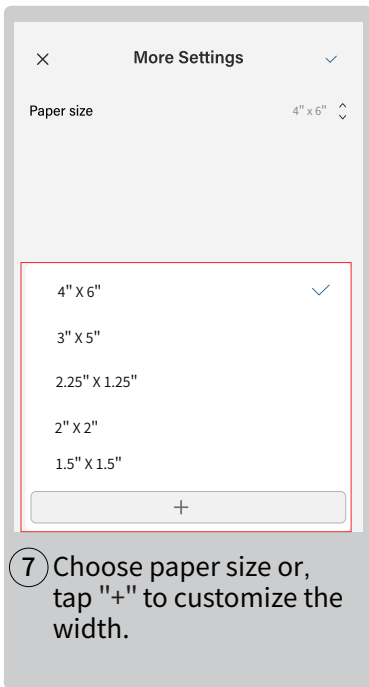 More Settings
Paper size 4" x 6"
4" X 6"
3" X 5"
2.25" X 1.25"
2" X 2"
1.5" X 1.5"
+
7 Choose paper size or,
tap "+" to customize the
width.